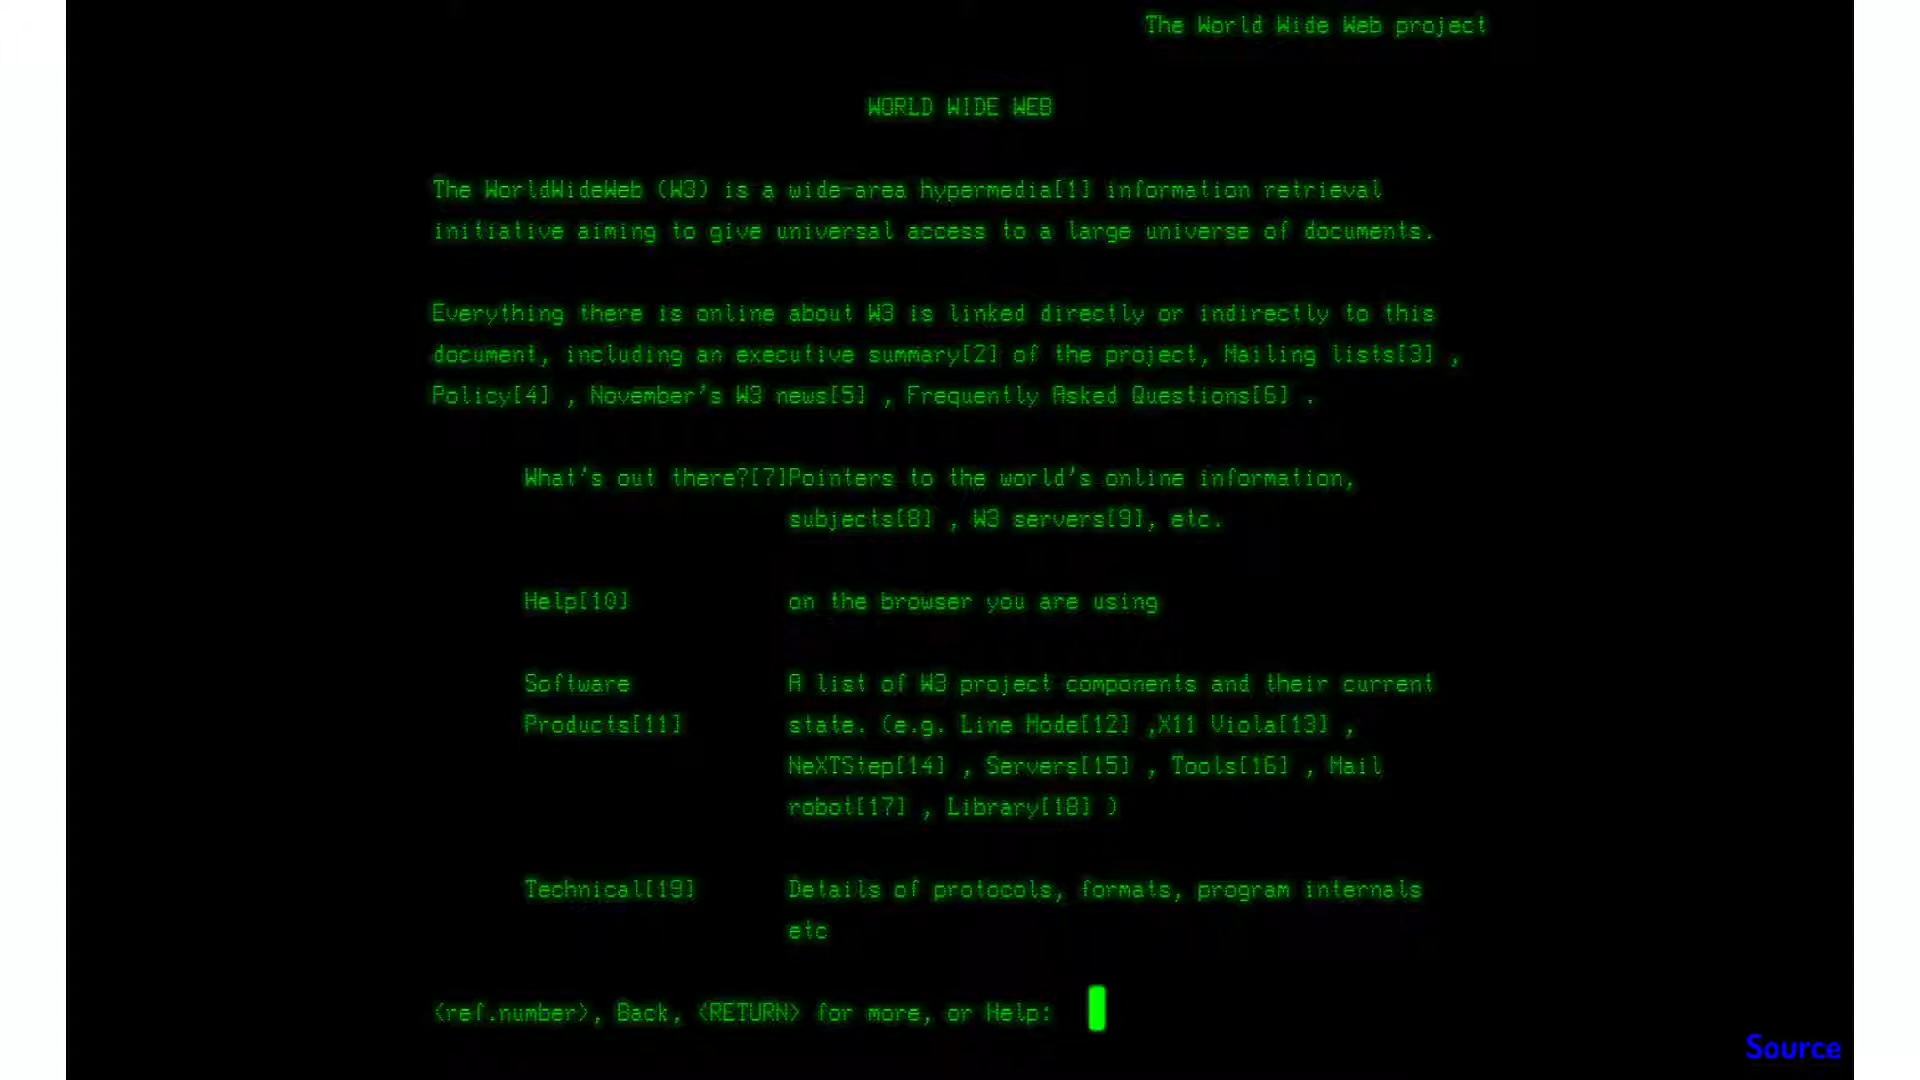 The World Wide Web project
WORLD WIDE WEB
The WorldWideWeb (W3) is a wide-area hypermedia[1] information retrieval
initiative aiming to give universal access to a large universe of documents.
Everything there is online about W3 is linked directly or indirectly to this
document, including an executive summary[2] of the project, Mailing lists[3] ,
Policy[4] , November's W3 news[5] , Frequently Asked Questions[6] .
What's out there?[7]Pointers to the world's online information,
subjects[8] , W3 servers[9], etc.
Help[10] on the browser you are using
Software A list of W3 project components and their current
Products[11] state. (e.g. Line Mode[12] ,X11 Viola[13] ,
NeXTStep[14] , Servers[15] , Tools[16] , Mail
robot[17] , Library[18] )
Technical[19] Details of protocols, formats, program internals
etc
<ref.number>, Back, <RETURN> for more, or Help:
Source